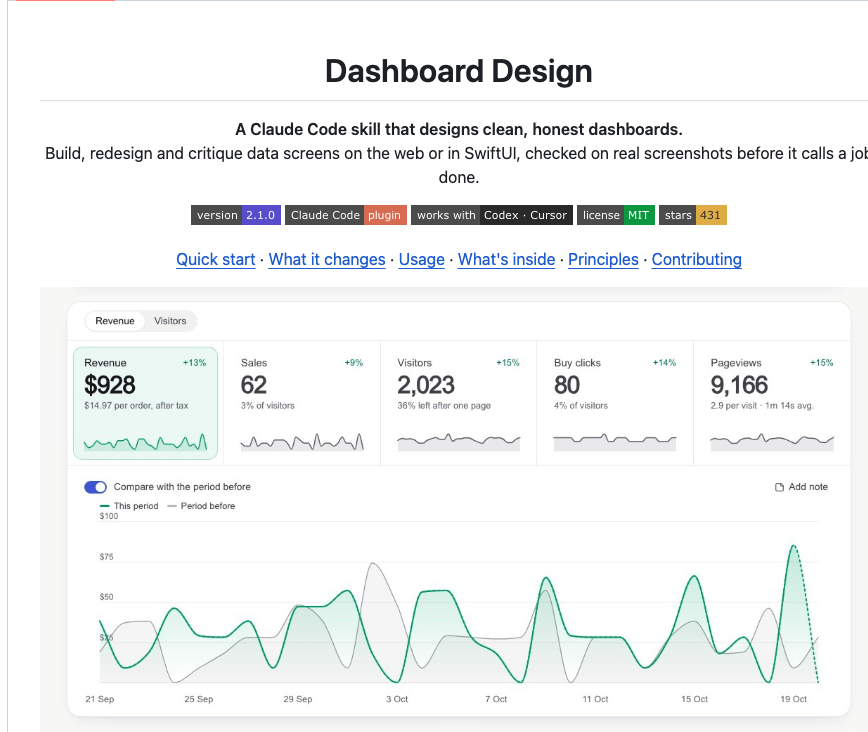 Dashboard Design
A Claude Code skill that designs clean, honest dashboards.
Build, redesign and critique data screens on the web or in SwiftUI, checked on real screenshots before it calls a job
done.
version 2.1.0 Claude Code plugin works with Codex · Cursor license MIT stars 431
Quick start · What it changes · Usage · What's inside · Principles · Contributing
Revenue Visitors
Revenue +13% Sales +9% Visitors +15% Buy clicks +14% Pageviews +15%
$928 62 2,023 80 9,166
$14.97 per order, after tax 3% of visitors 36% left after one page 4% of visitors 2.9 per visit · 1m 14s avg.
Compare with the period before Add note
This period Period before
$100
$75
$50
$25
21 Sep 25 Sep 29 Sep 3 Oct 7 Oct 11 Oct 15 Oct 19 Oct